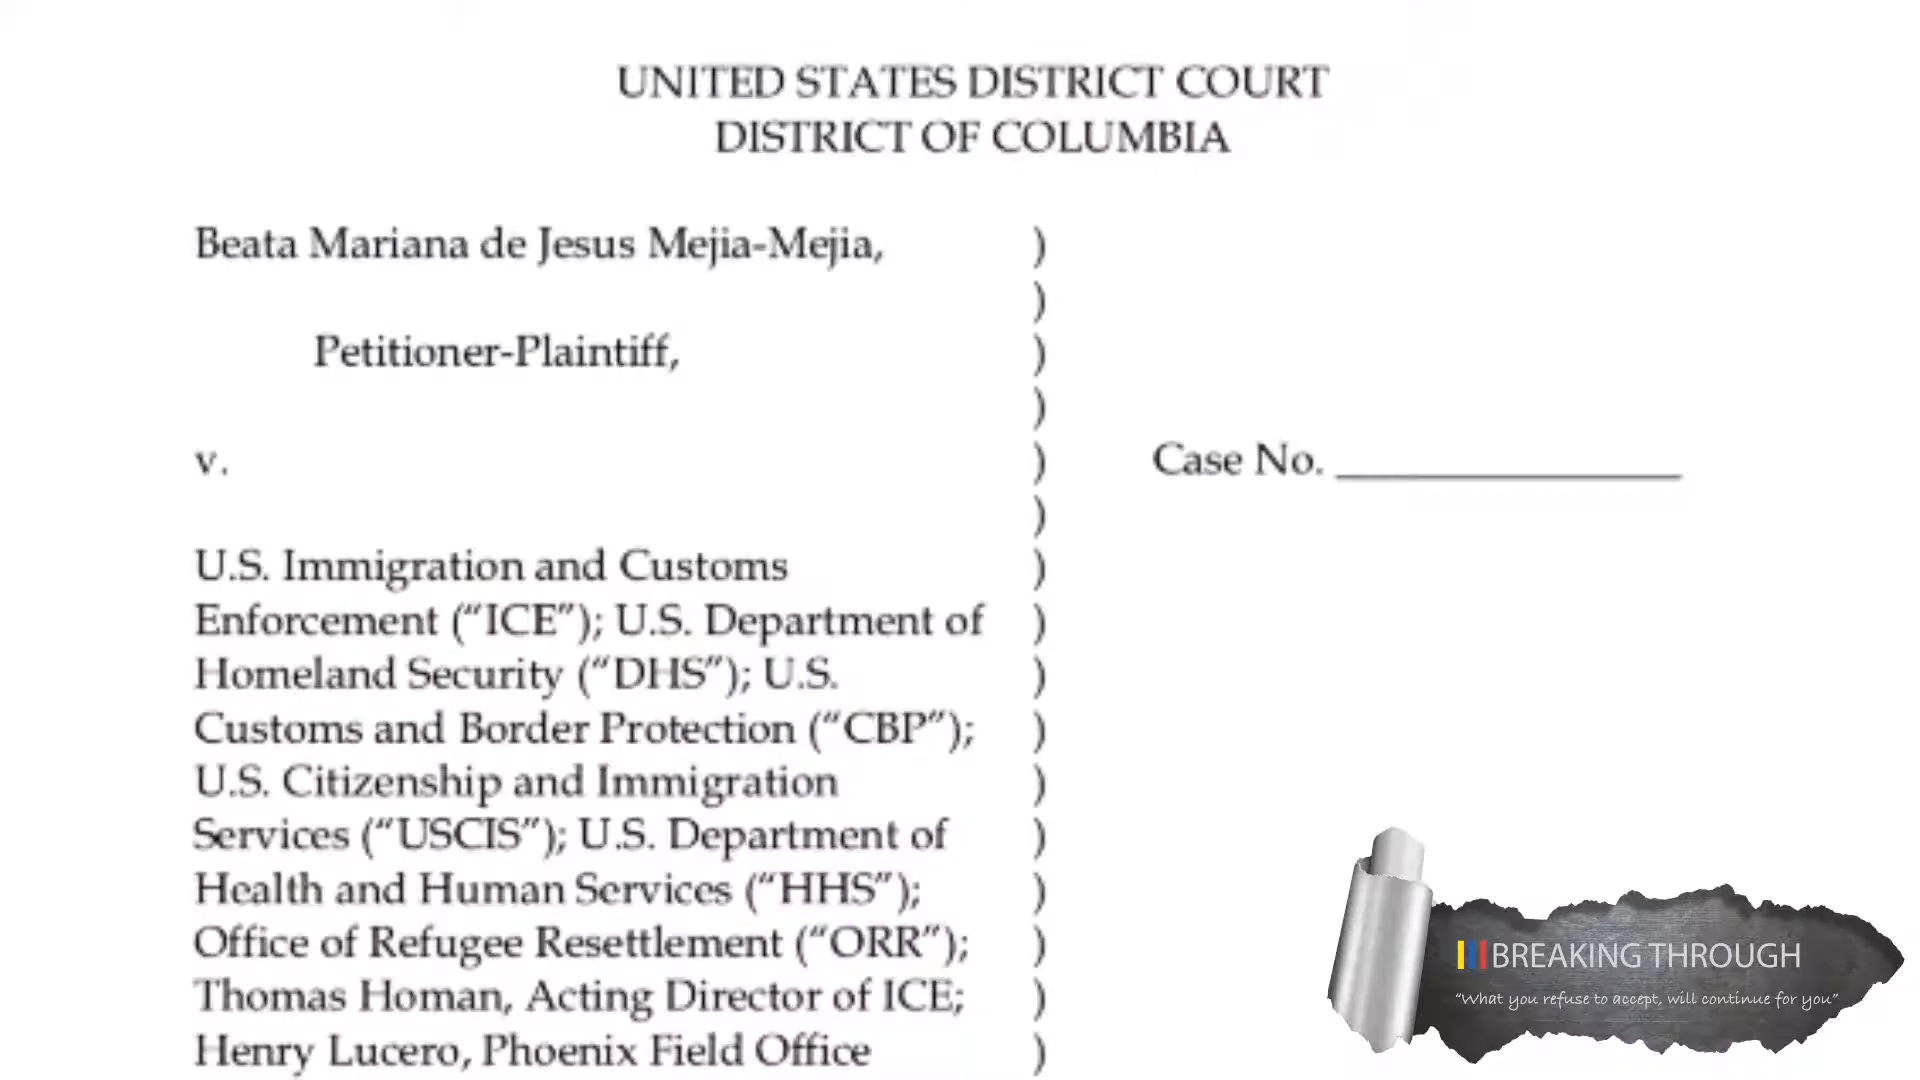 UNITED STATES DISTRICT COURT
DISTRICT OF COLUMBIA
Beata Mariana de Jesus Mejia-Mejia, )
)
Petitioner-Plaintiff, )
)
v. ) Case No. _______________
)
U.S. Immigration and Customs )
Enforcement (“ICE”); U.S. Department of )
Homeland Security (“DHS”); U.S. )
Customs and Border Protection (“CBP”); )
U.S. Citizenship and Immigration )
Services (“USCIS”); U.S. Department of )
Health and Human Services (“HHS”); )
Office of Refugee Resettlement (“ORR”); )
Thomas Homan, Acting Director of ICE; )
Henry Lucero, Phoenix Field Office )
BREAKING THROUGH
“What you refuse to accept, will continue for you”